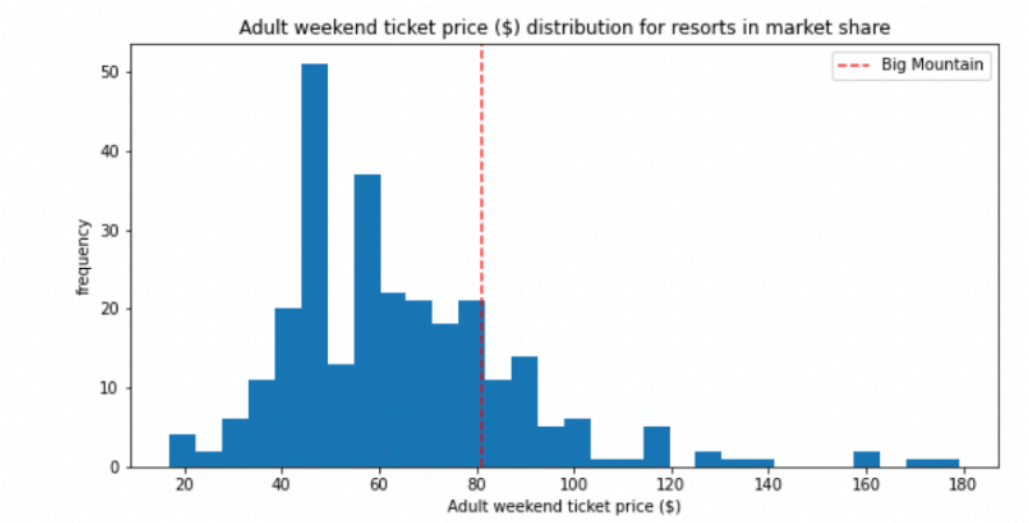 Adult weekend ticket price ($) distribution for resorts in market share
Big Mountain
frequency
50
40
30
20
10
0
20 40 60 80 100 120 140 160 180
Adult weekend ticket price ($)